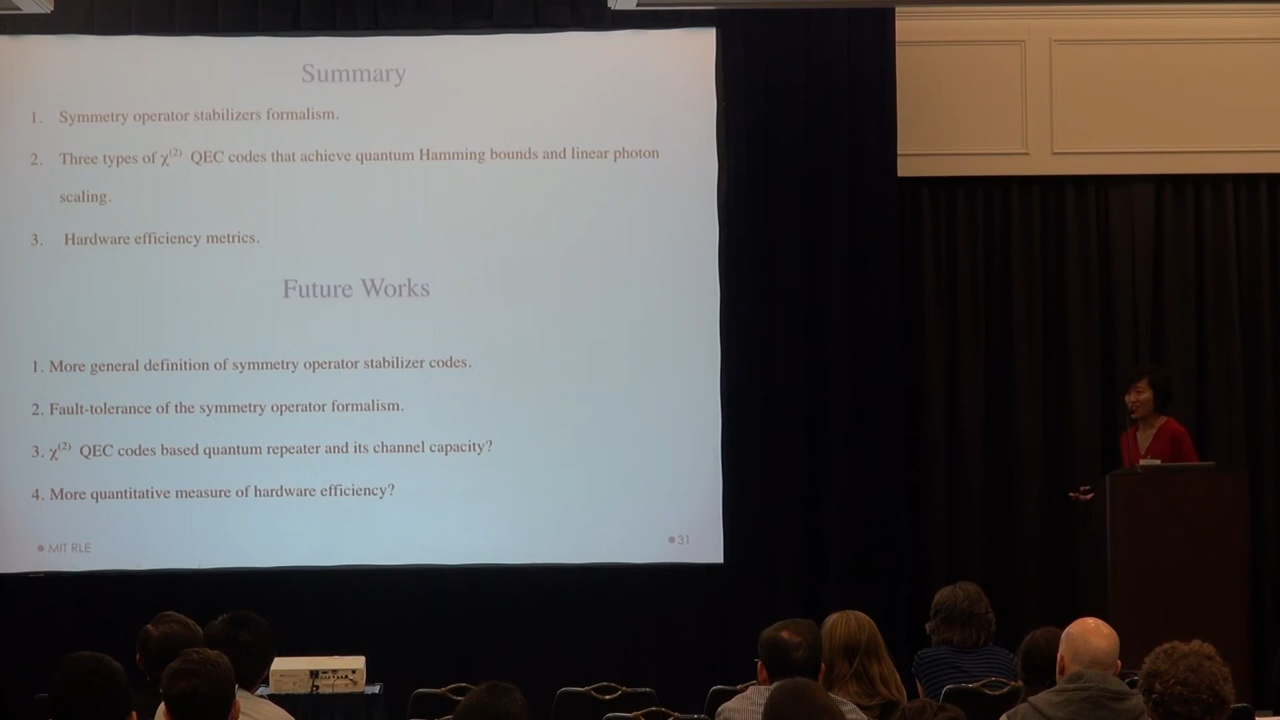 Summary
1. Symmetry operator stabilizers formalism.
2. Three types of χ⁽²⁾ QEC codes that achieve quantum Hamming bounds and linear photon
scaling.
3. Hardware efficiency metrics.
Future Works
1. More general definition of symmetry operator stabilizer codes.
2. Fault-tolerance of the symmetry operator formalism.
3. χ⁽²⁾ QEC codes based quantum repeater and its channel capacity?
4. More quantitative measure of hardware efficiency?
● MIT RLE
● 31